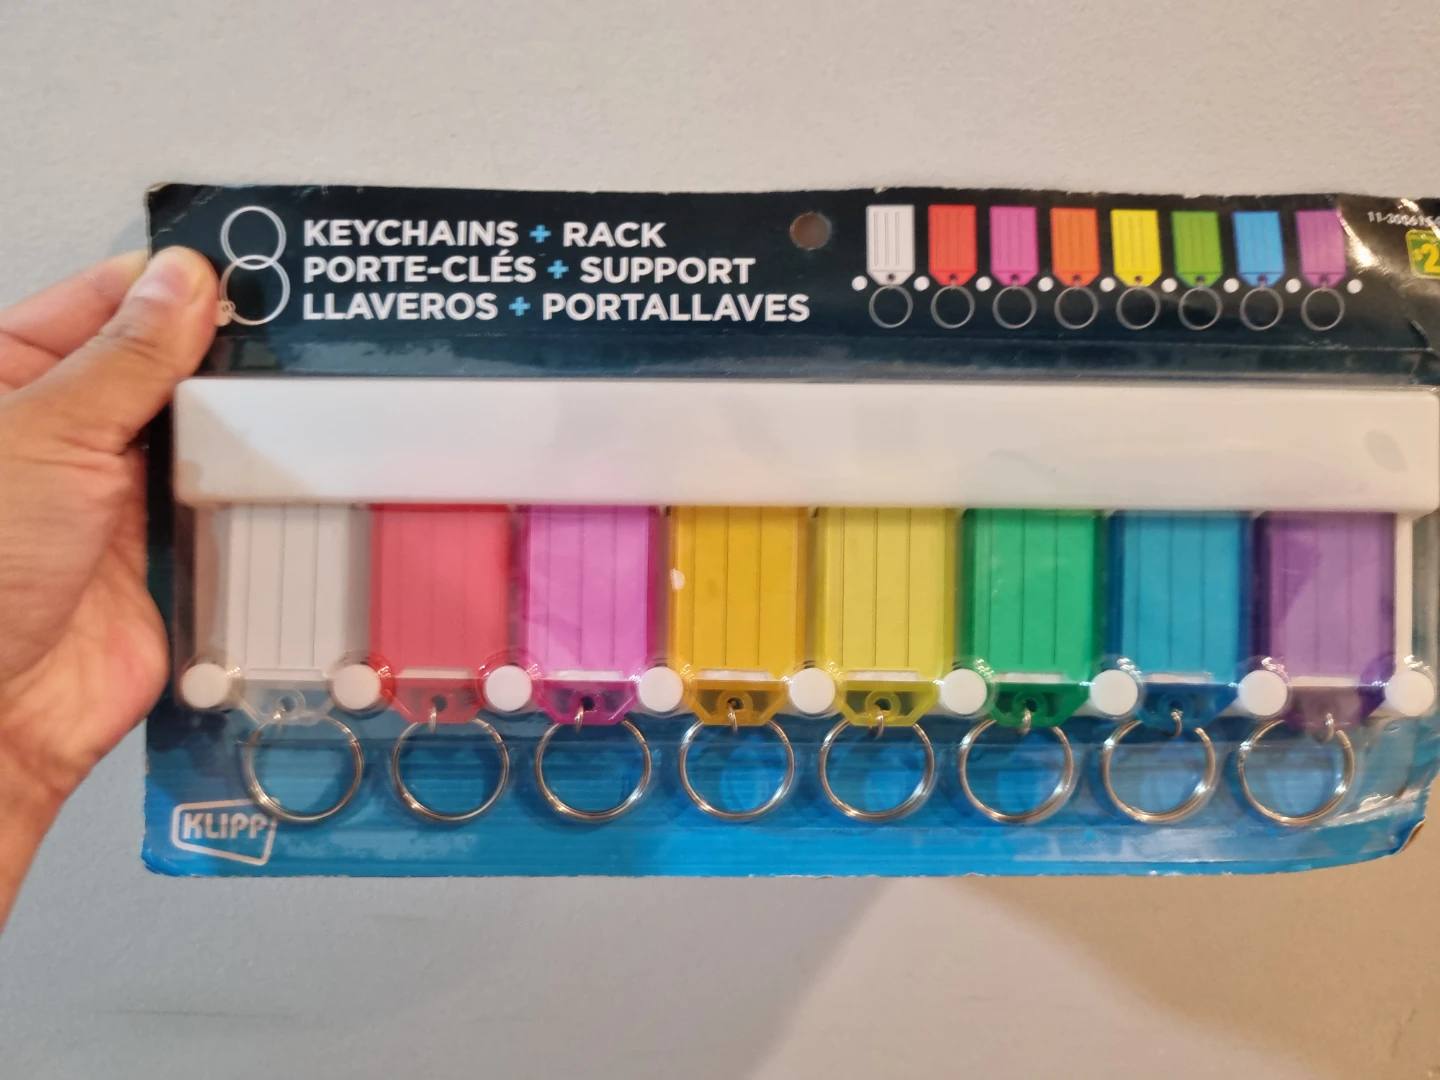 8
KEYCHAINS + RACK
PORTE-CLÉS + SUPPORT
LLAVEROS + PORTALLAVES
KLIPP